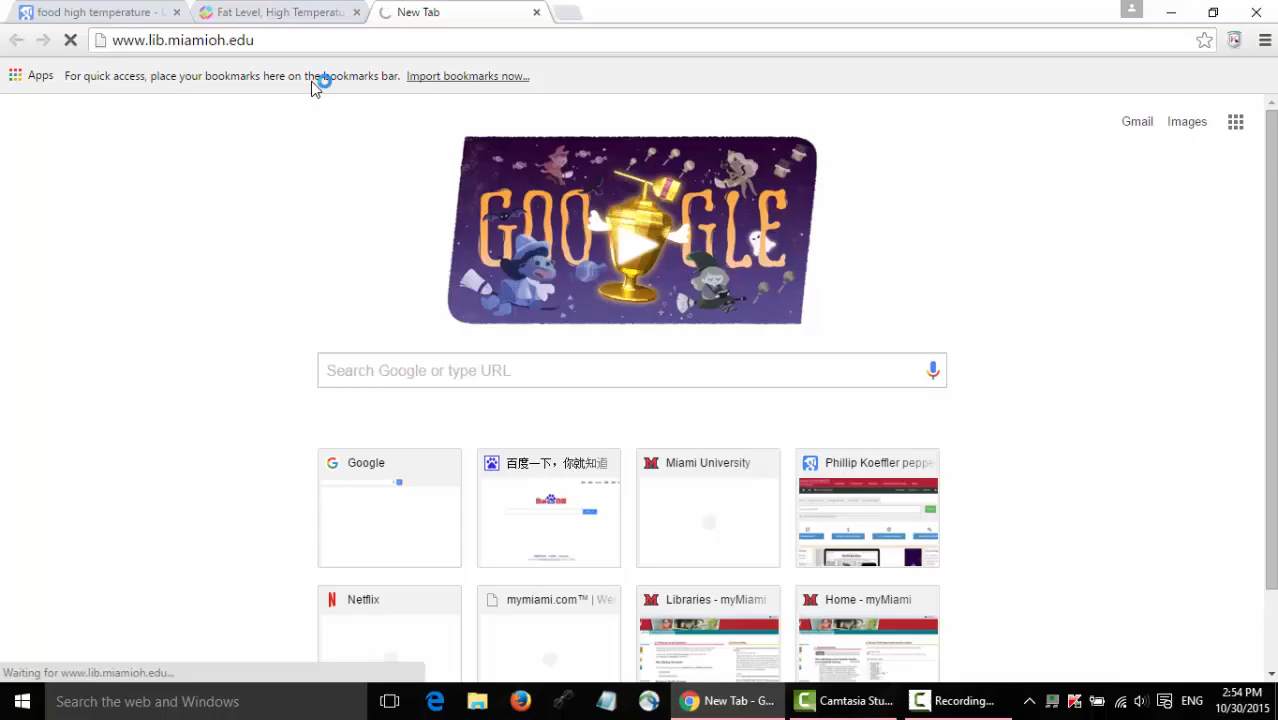 food high temperature - G
Fat Level, High Temperatu
New Tab
www.lib.miamioh.edu
Apps
For quick access, place your bookmarks here on the bookmarks bar. Import bookmarks now...
Gmail
Images
GOOGLE
Search Google or type URL
Google
百度一下，你就知道
Miami University
Phillip Koeffler peppe
Netflix
mymiami.com™ | We
Libraries - myMiami
Home - myMiami
Waiting for www.lib.m
Search the web and Windows
New Tab - G...
Camtasia Stu...
Recording...
ENG
2:54 PM
10/30/2015